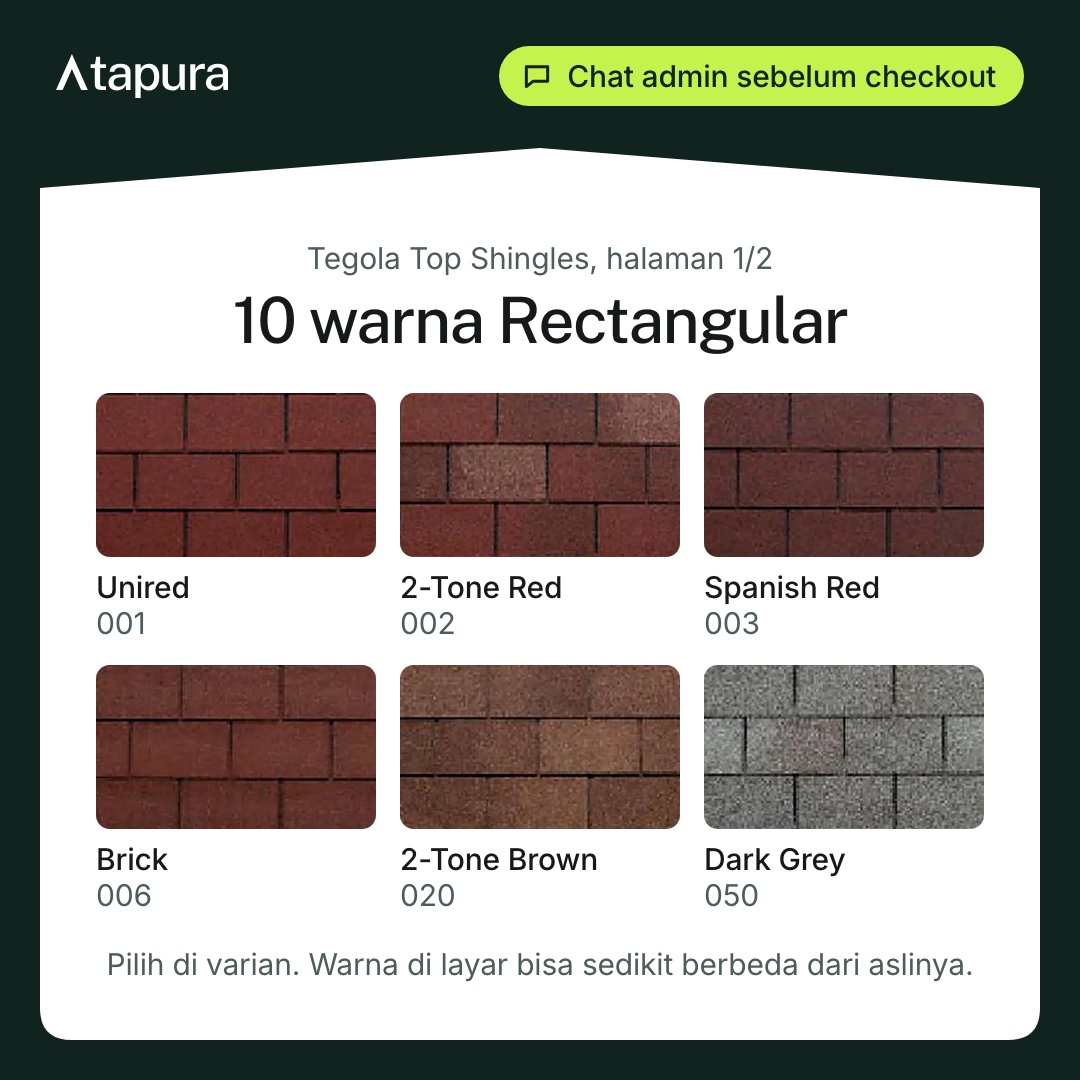 Atapura
Chat admin sebelum checkout
Tegola Top Shingles, halaman 1/2
10 warna Rectangular
Unired
001
2-Tone Red
002
Spanish Red
003
Brick
006
2-Tone Brown
020
Dark Grey
050
Pilih di varian. Warna di layar bisa sedikit berbeda dari aslinya.